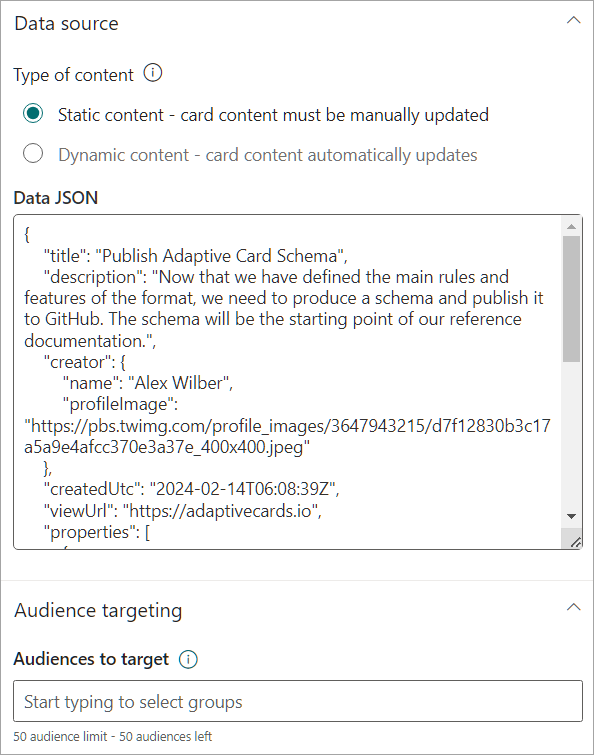 Data source
Type of content
Static content - card content must be manually updated
Dynamic content - card content automatically updates
Data JSON
{
"title": "Publish Adaptive Card Schema",
"description": "Now that we have defined the main rules and
features of the format, we need to produce a schema and publish it
to GitHub. The schema will be the starting point of our reference
documentation.",
"creator": {
"name": "Alex Wilber",
"profileImage":
"https://pbs.twimg.com/profile_images/3647943215/d7f12830b3c17
a5a9e4afcc370e3a37e_400x400.jpeg"
},
"createdUtc": "2024-02-14T06:08:39Z",
"viewUrl": "https://adaptivecards.io",
"properties": [
Audience targeting
Audiences to target
Start typing to select groups
50 audience limit - 50 audiences left